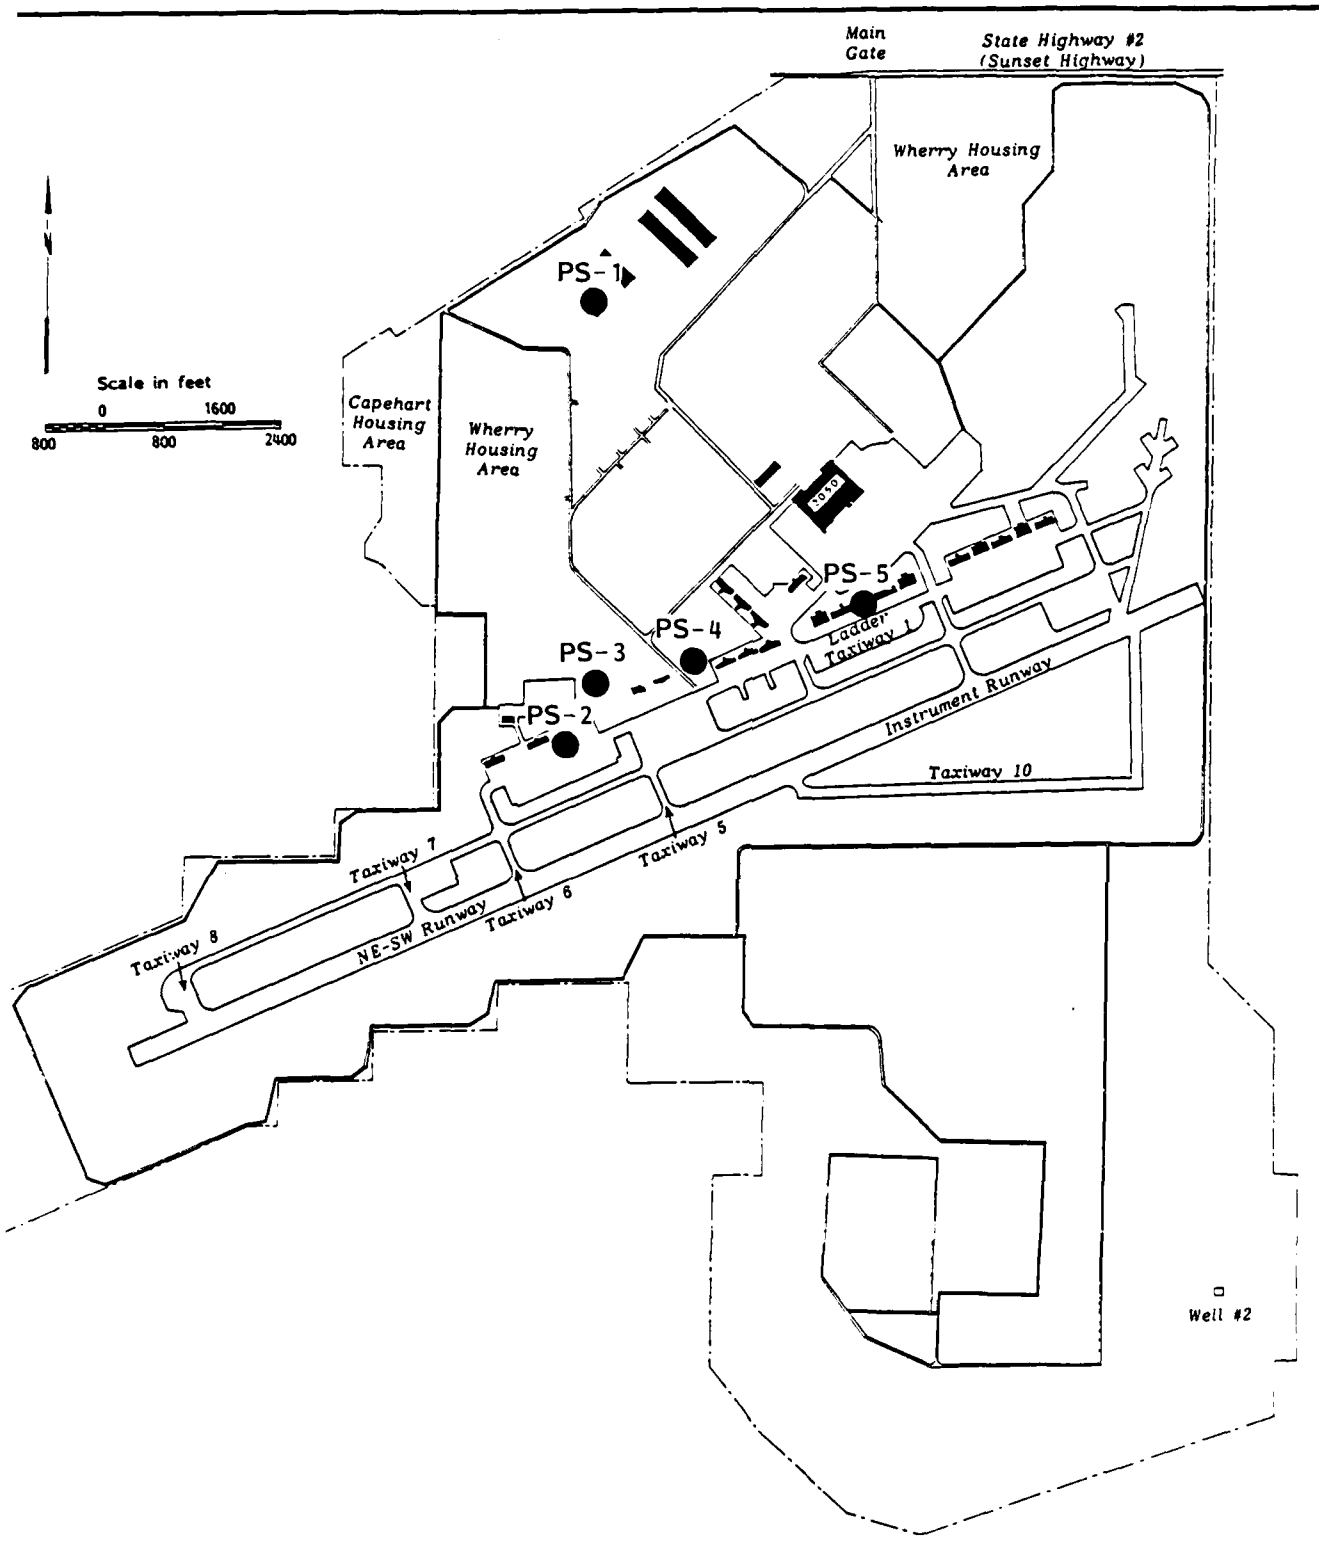 Main
Gate
State Highway #2
(Sunset Highway)
Wherry Housing
Area
PS-1
Scale in feet
0
1600
800
800
2400
Capehart
Housing
Area
Wherry
Housing
Area
2050
PS-5
PS-4
Ladder
Taxiway 1
PS-3
Instrument Runway
PS-2
Taxiway 10
Taxiway 5
Taxiway 7
Taxiway 6
NE-SW Runway
Taxiway 8
Well #2